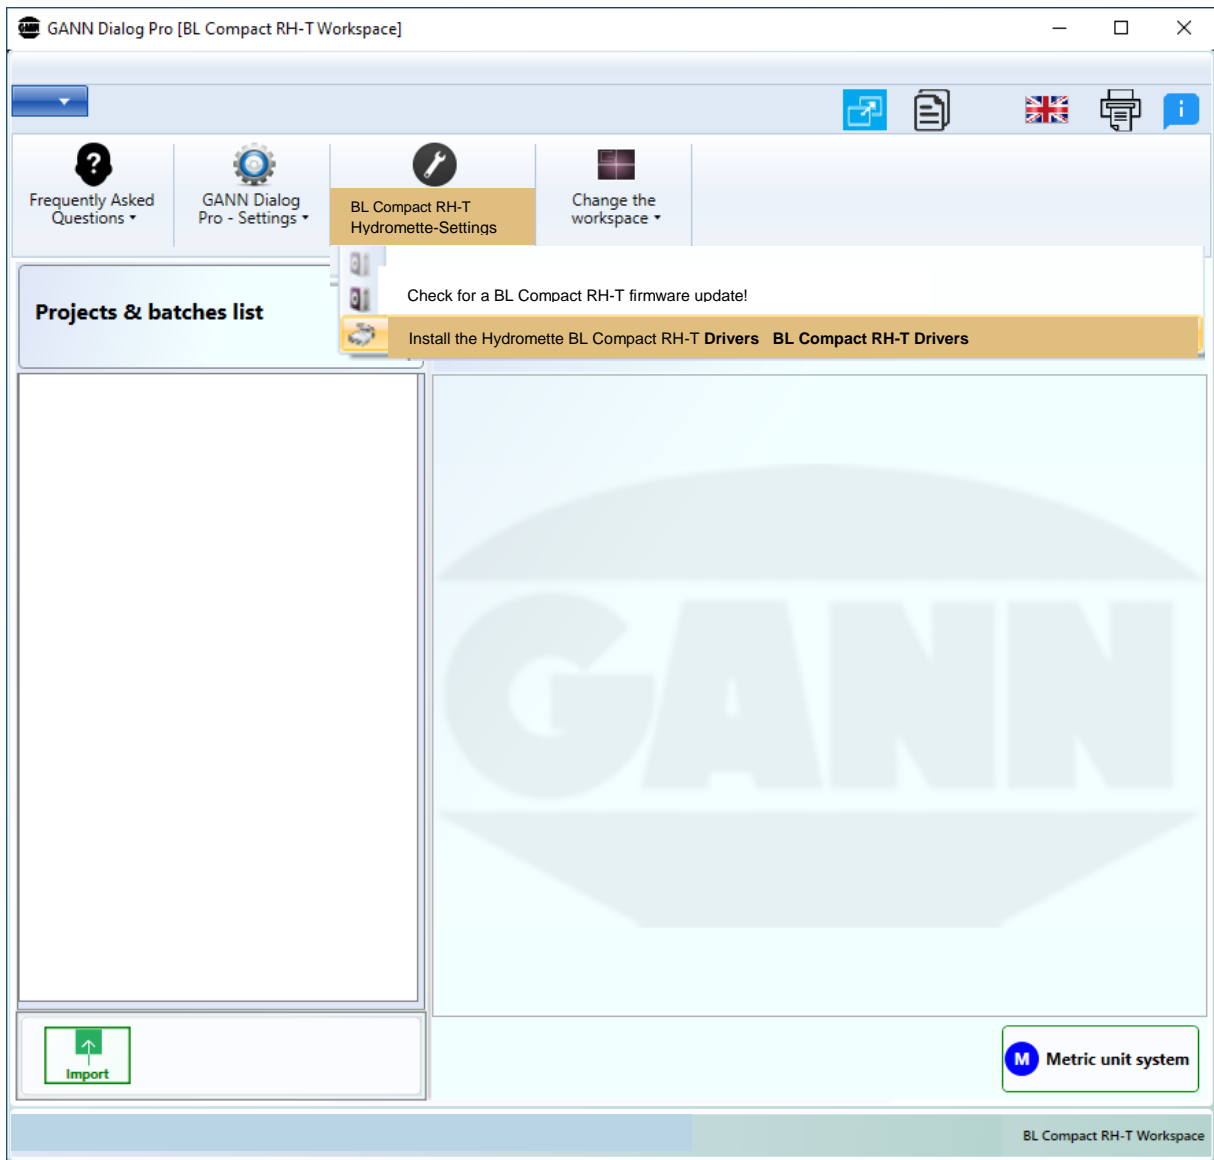 GANN Dialog Pro [BL Compact RH-T Workspace]
i
?
Frequently Asked
Questions
GANN Dialog
Pro - Settings
BL Compact RH-T
Hydromette-Settings
Change the
workspace
Projects & batches list
Check for a BL Compact RH-T firmware update!
Install the Hydromette BL Compact RH-T Drivers BL Compact RH-T Drivers
GANN
Import
M Metric unit system
BL Compact RH-T Workspace